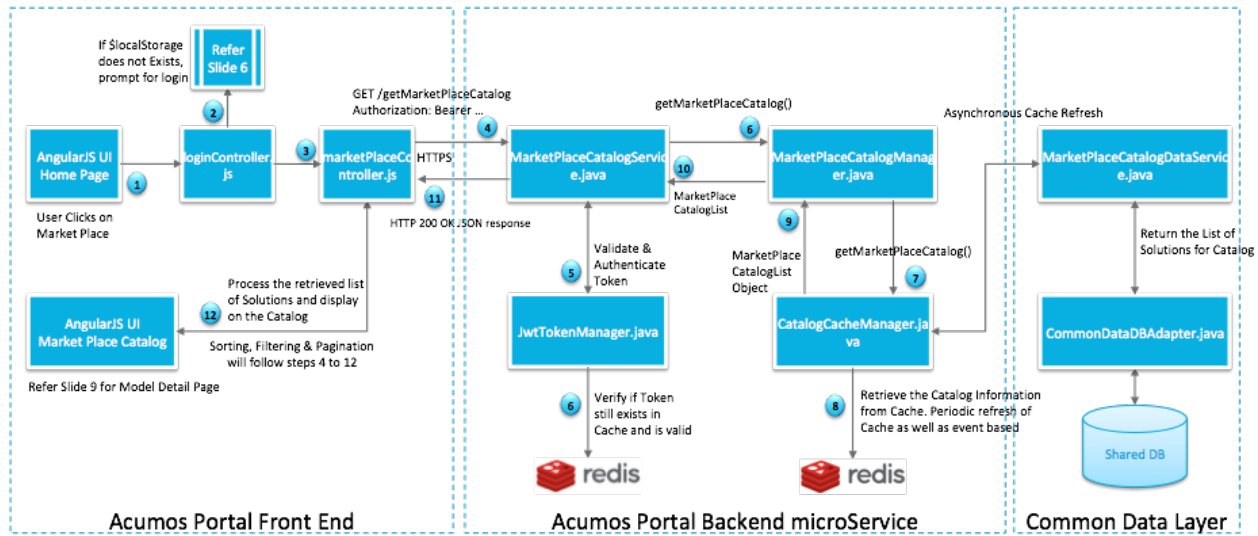 If $localStorage
does not Exists,
prompt for login
Refer
Slide 6
2
GET /getMarketPlaceCatalog
Authorization: Bearer ...
4
getMarketPlaceCatalog()
6
Asynchronous Cache Refresh
AngularJS UI
Home Page
1
loginController.
js
3
marketPlaceCo
ntroller.js
HTTPS
11
MarketPlaceCatalogServic
e.java
10
MarketPlaceCatalogManag
er.java
MarketPlaceCatalogDataServic
e.java
User Clicks on
Market Place
HTTP 200 OK JSON response
MarketPlace
CatalogList
9
Validate &
Authenticate
Token
5
MarketPlace
CatalogList
Object
getMarketPlaceCatalog()
7
Return the List of
Solutions for Catalog
Process the retrieved list
of Solutions and display
on the Catalog
12
AngularJS UI
Market Place Catalog
Sorting, Filtering & Pagination
will follow steps 4 to 12
JwtTokenManager.java
CatalogCacheManager.ja
va
CommonDataDBAdapter.java
Refer Slide 9 for Model Detail Page
6
Verify if Token
still exists in
Cache and is valid
8
Retrieve the Catalog Information
from Cache. Periodic refresh of
Cache as well as event based
Shared DB
redis
redis
Acumos Portal Front End
Acumos Portal Backend microService
Common Data Layer